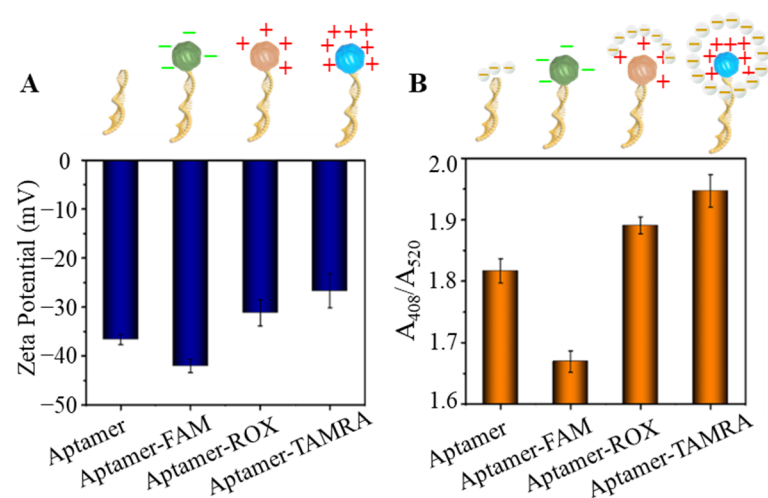 A
B
0
−10
−20
−30
−40
−50
Zeta Potential (mV)
Aptamer
Aptamer-FAM
Aptamer-ROX
Aptamer-TAMRA
2.0
1.9
1.8
1.7
1.6
A408/A520
Aptamer
Aptamer-FAM
Aptamer-ROX
Aptamer-TAMRA